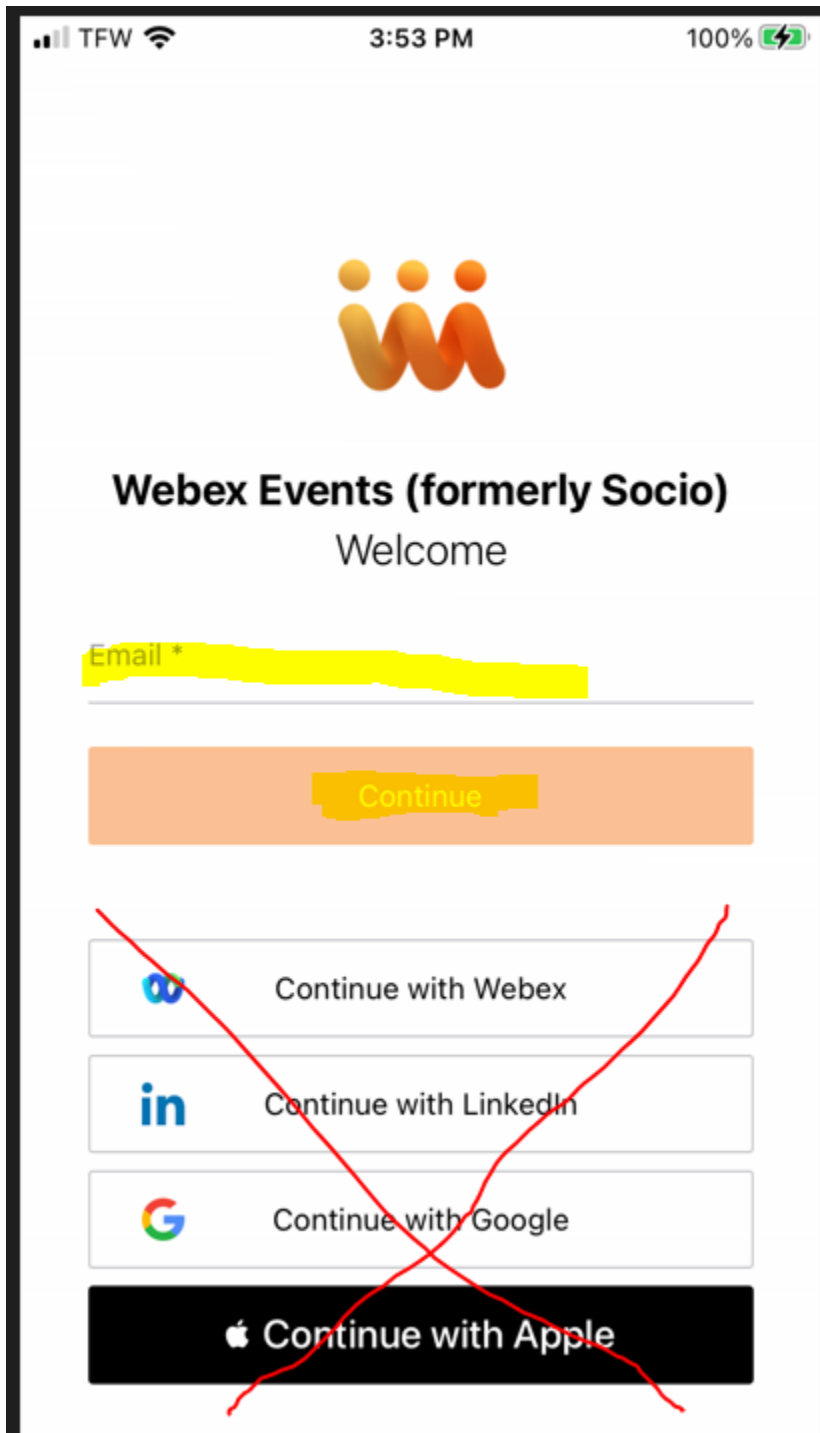 TFW 3:53 PM 100%
Webex Events (formerly Socio)
Welcome
Email *
Continue
Continue with Webex
in Continue with LinkedIn
G Continue with Google
Continue with Apple